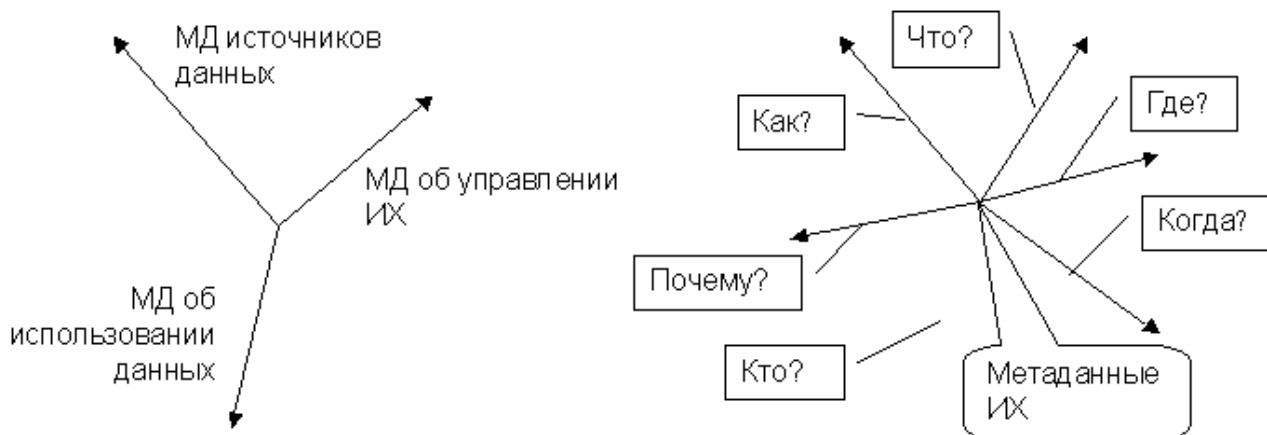 МД источников
данных
МД об управлении
ИХ
МД об
использовании
данных
Что?
Где?
Как?
Когда?
Почему?
Кто?
Метаданные
ИХ